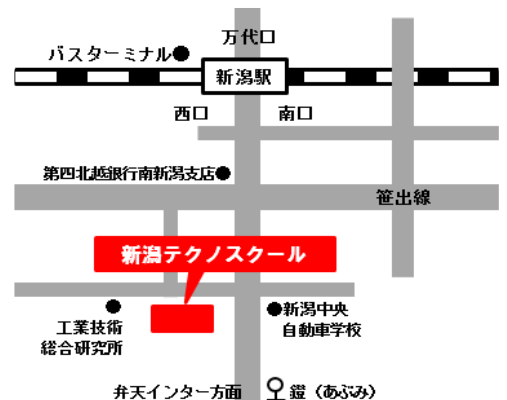 万代口
バスターミナル
新潟駅
西口
南口
第四北越銀行南新潟支店
笹出線
新潟テクノスクール
工業技術
総合研究所
新潟中央
自動車学校
弁天インター方面
鐙（あぶみ）